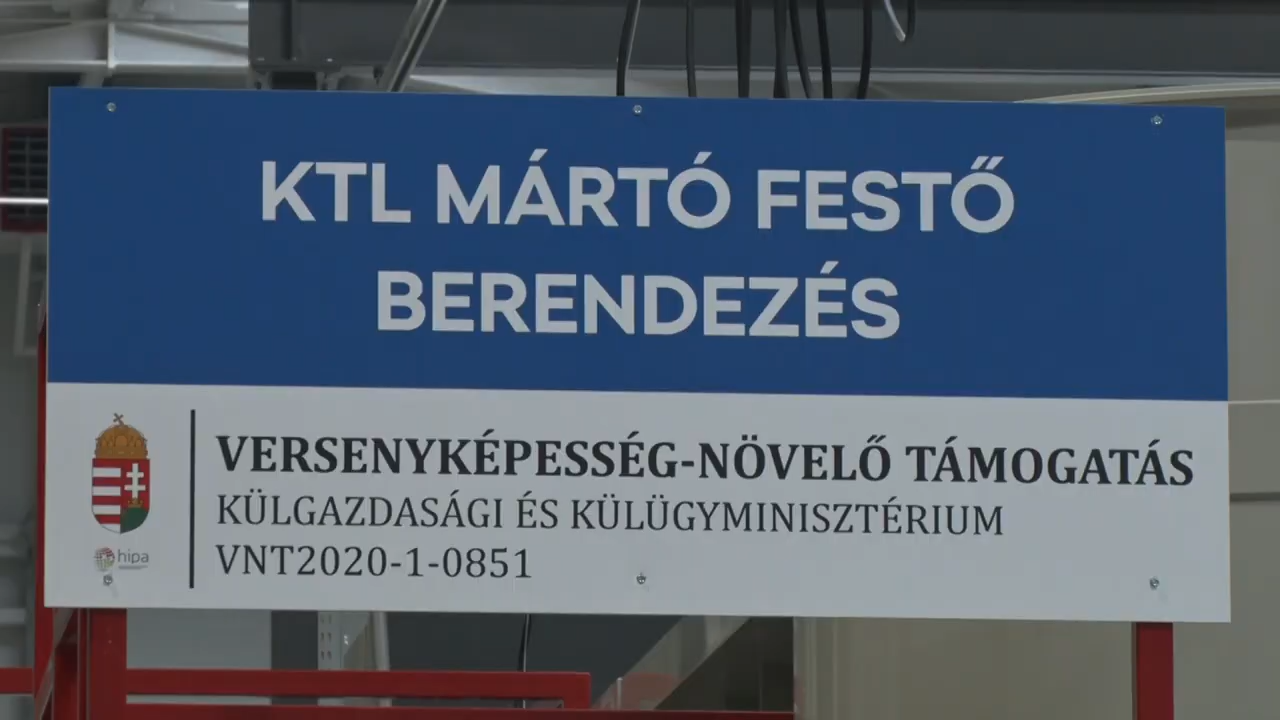 KTL MÁRTÓ FESTŐ
BERENDEZÉS
VERSENYKÉPESSÉG-NÖVELŐ TÁMOGATÁS
KÜLGAZDASÁGI ÉS KÜLÜGYMINISZTÉRIUM
VNT2020-1-0851
hipa